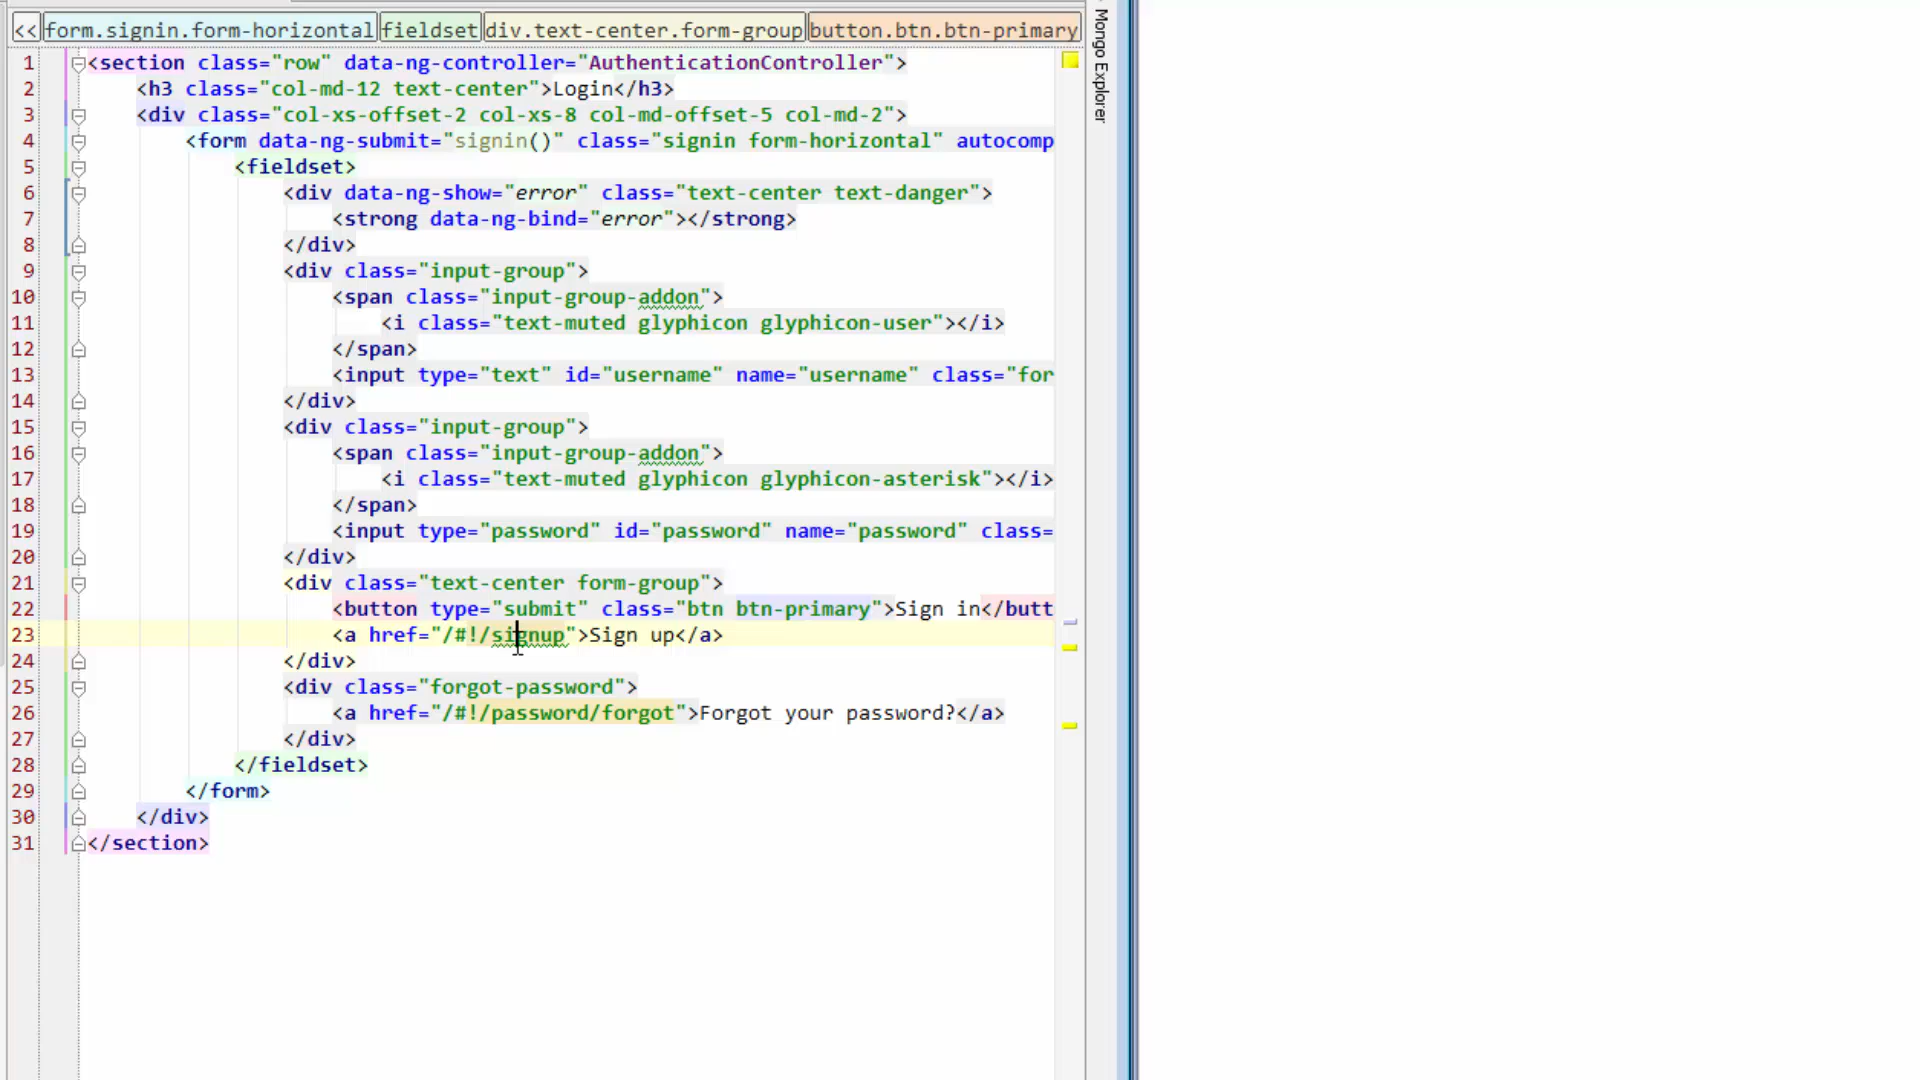 << form.signin.form-horizontal fieldset div.text-center.form-group button.btn.btn-primary
1 <section class="row" data-ng-controller="AuthenticationController">
2 <h3 class="col-md-12 text-center">Login</h3>
3 <div class="col-xs-offset-2 col-xs-8 col-md-offset-5 col-md-2">
4 <form data-ng-submit="signin()" class="signin form-horizontal" autocomp
5 <fieldset>
6 <div data-ng-show="error" class="text-center text-danger">
7 <strong data-ng-bind="error"></strong>
8 </div>
9 <div class="input-group">
10 <span class="input-group-addon">
11 <i class="text-muted glyphicon glyphicon-user"></i>
12 </span>
13 <input type="text" id="username" name="username" class="for
14 </div>
15 <div class="input-group">
16 <span class="input-group-addon">
17 <i class="text-muted glyphicon glyphicon-asterisk"></i>
18 </span>
19 <input type="password" id="password" name="password" class=
20 </div>
21 <div class="text-center form-group">
22 <button type="submit" class="btn btn-primary">Sign in</butt
23 <a href="/#!/signup">Sign up</a>
24 </div>
25 <div class="forgot-password">
26 <a href="/#!/password/forgot">Forgot your password?</a>
27 </div>
28 </fieldset>
29 </form>
30 </div>
31 </section>
Mongo Explorer